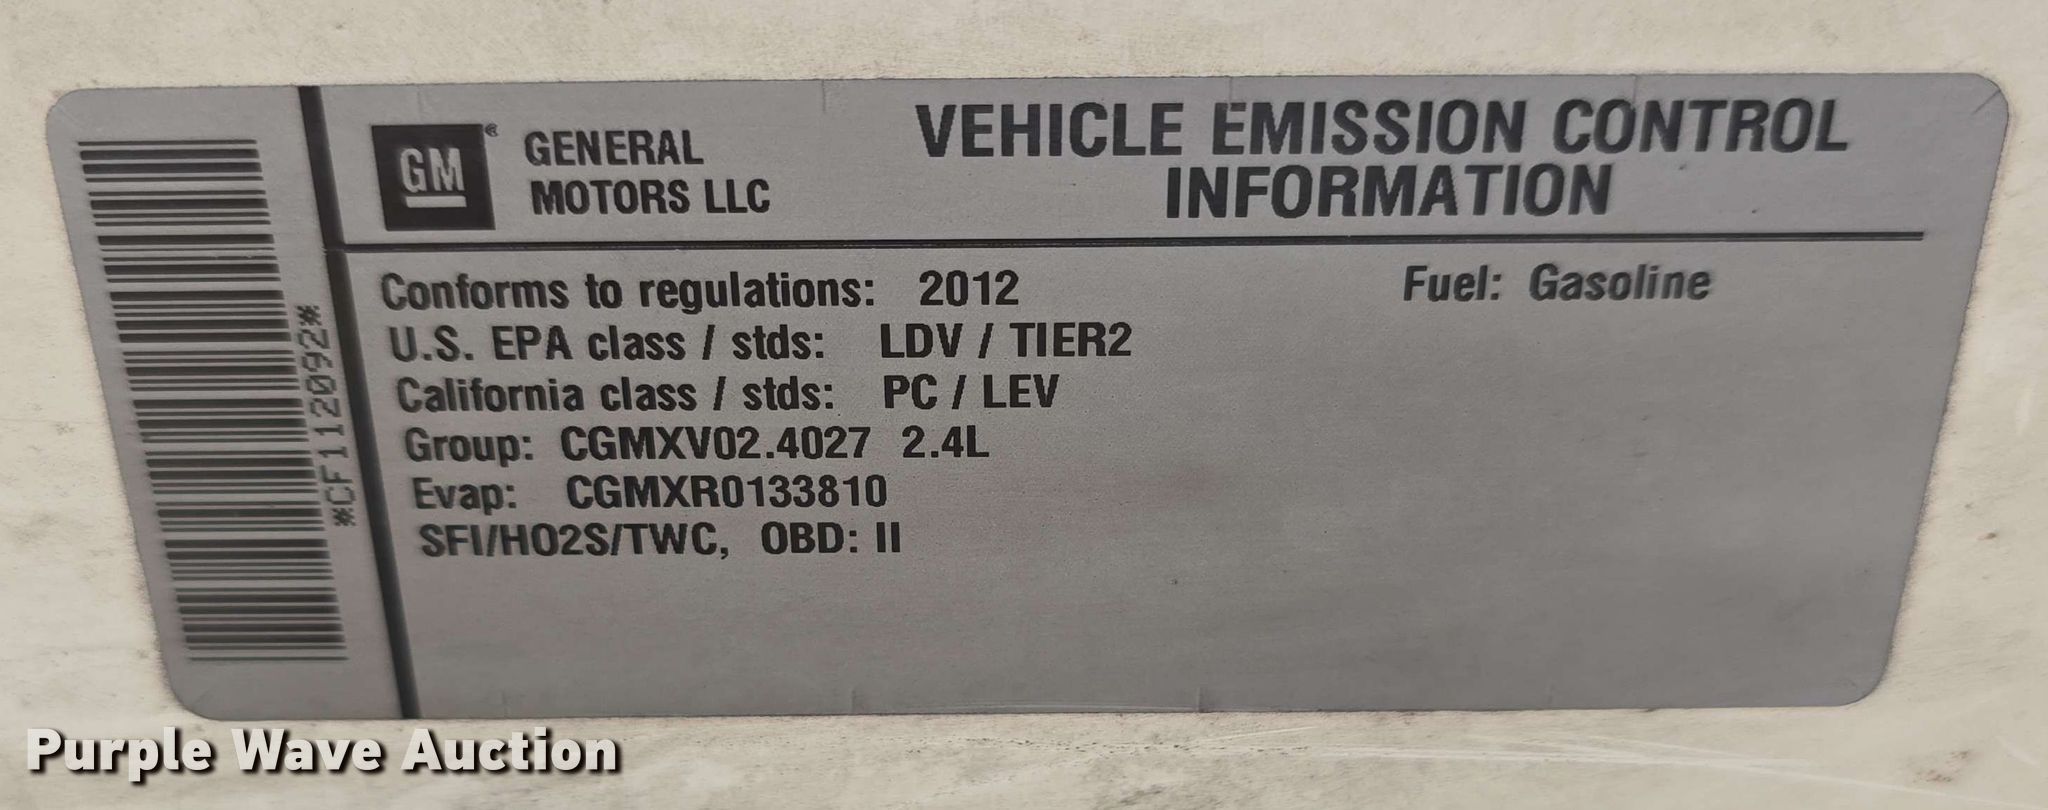 *CF112092*
GM®
GENERAL
MOTORS LLC
VEHICLE EMISSION CONTROL
INFORMATION
Conforms to regulations: 2012 Fuel: Gasoline
U.S. EPA class / stds: LDV / TIER2
California class / stds: PC / LEV
Group: CGMXV02.4027 2.4L
Evap: CGMXR0133810
SFI/HO2S/TWC, OBD: II
Purple Wave Auction